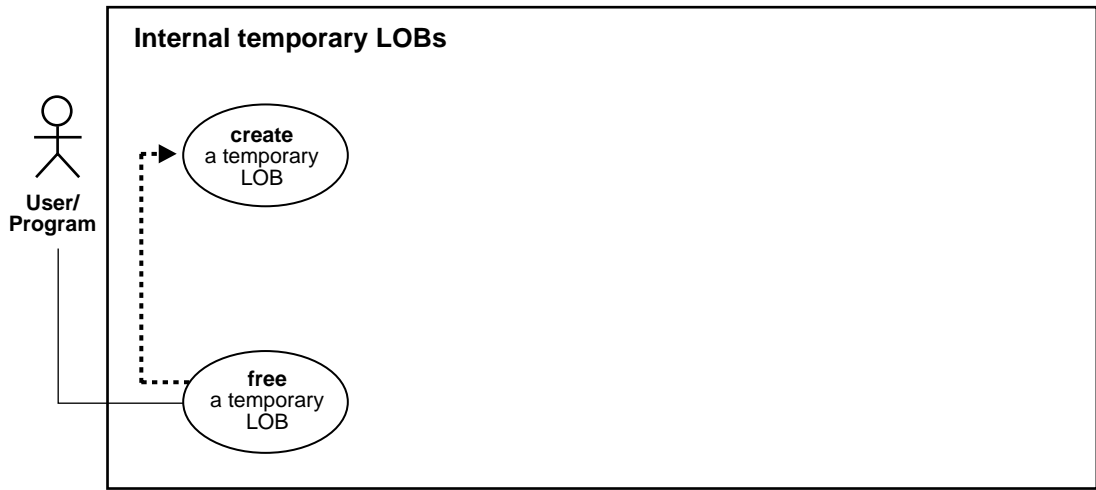 Internal temporary LOBs
create
a temporary
LOB
User/
Program
free
a temporary
LOB